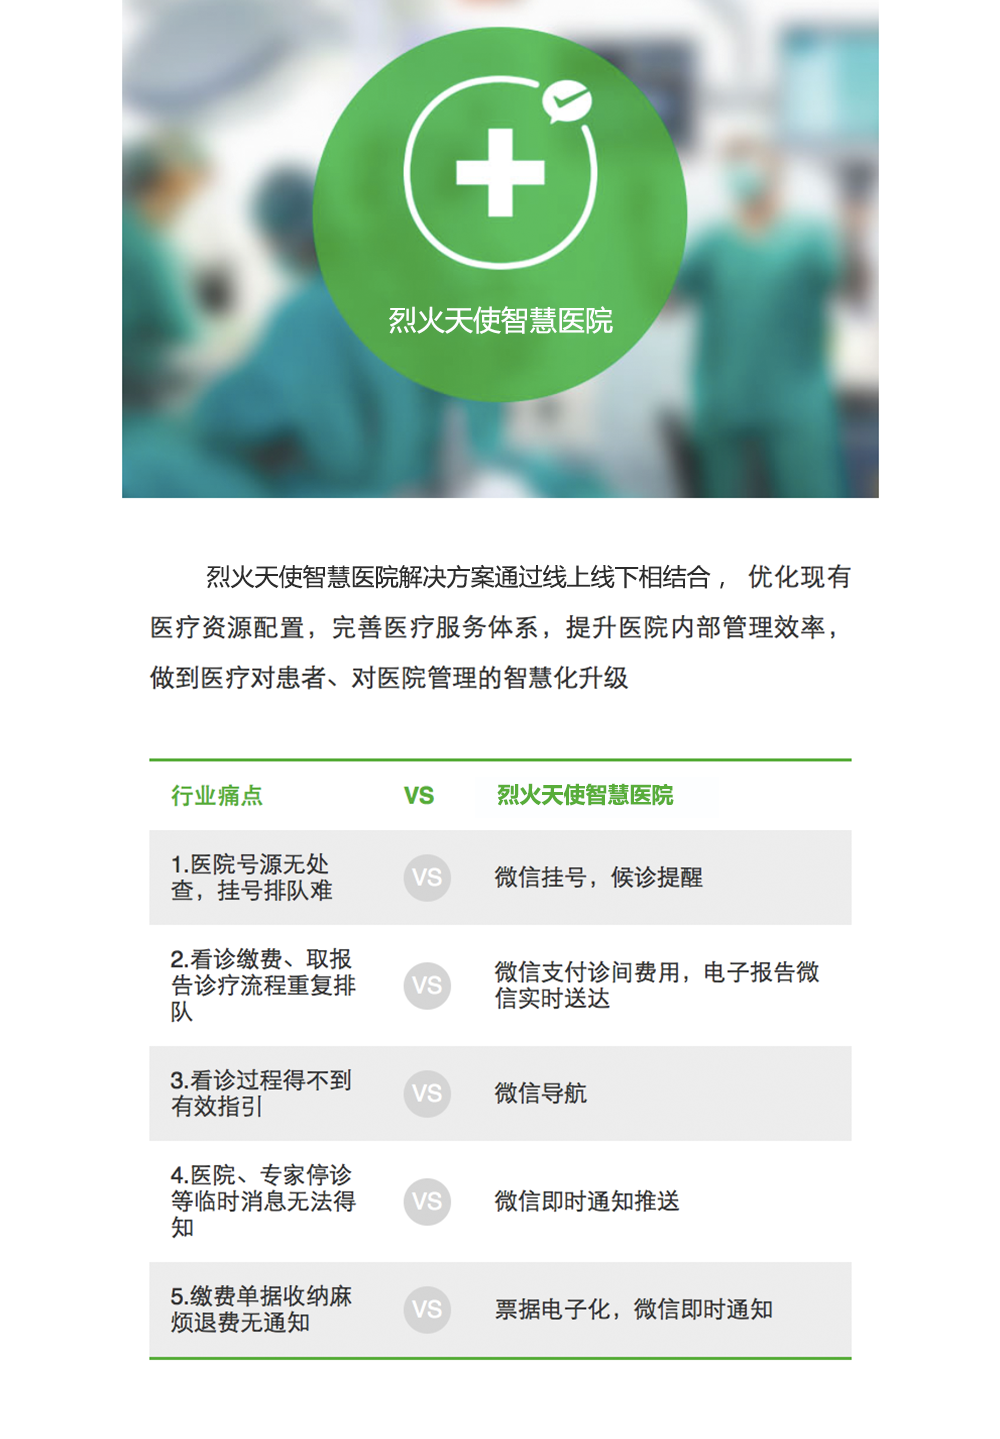 烈火天使智慧医院
烈火天使智慧医院解决方案通过线上线下相结合，优化现有
医疗资源配置，完善医疗服务体系，提升医院内部管理效率，
做到医疗对患者、对医院管理的智慧化升级
行业痛点 VS 烈火天使智慧医院
1.医院号源无处
查，挂号排队难
VS
微信挂号，候诊提醒
2.看诊缴费、取报
告诊疗流程重复排
队
VS
微信支付诊间费用，电子报告微
信实时送达
3.看诊过程得不到
有效指引
VS
微信导航
4.医院、专家停诊
等临时消息无法得
知
VS
微信即时通知推送
5.缴费单据收纳麻
烦退费无通知
VS
票据电子化，微信即时通知